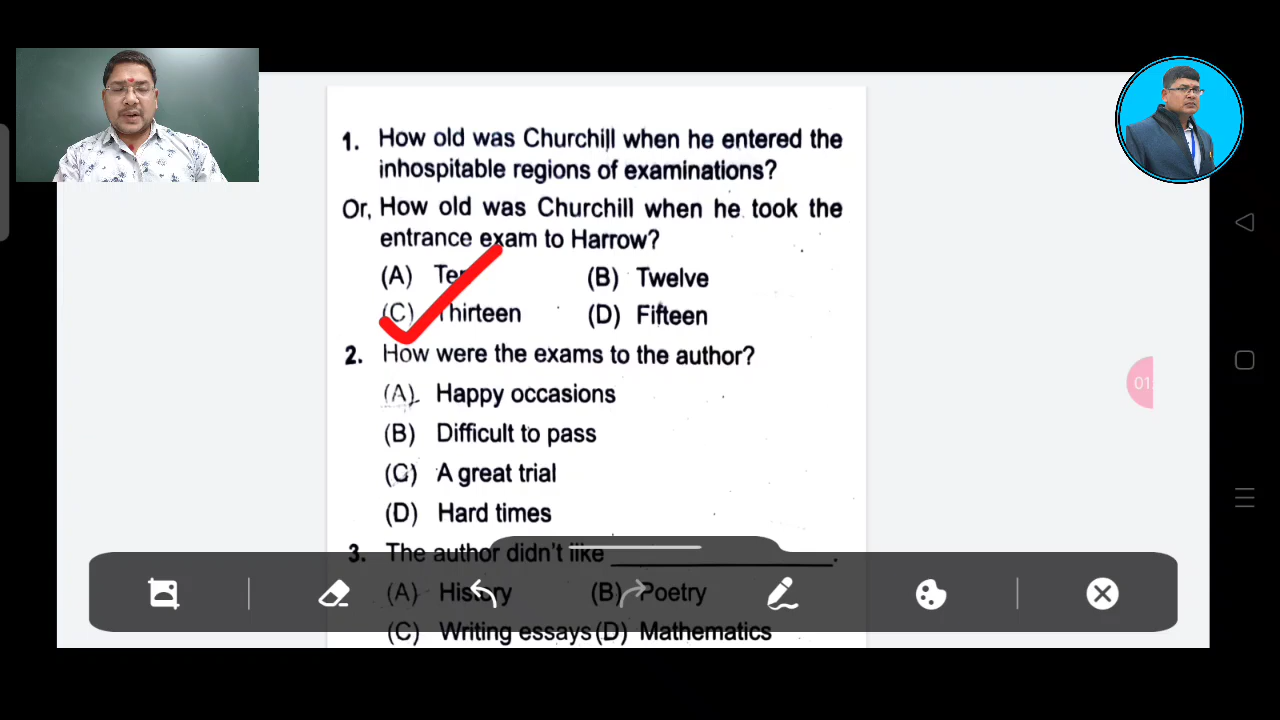 1. How old was Churchill when he entered the
inhospitable regions of examinations?
Or, How old was Churchill when he took the
entrance exam to Harrow?
(A) Ten (B) Twelve
(C) Thirteen (D) Fifteen
2. How were the exams to the author?
(A) Happy occasions
(B) Difficult to pass
(C) A great trial
(D) Hard times
3. The author didn't like ____________.
(A) History (B) Poetry
(C) Writing essays (D) Mathematics
01